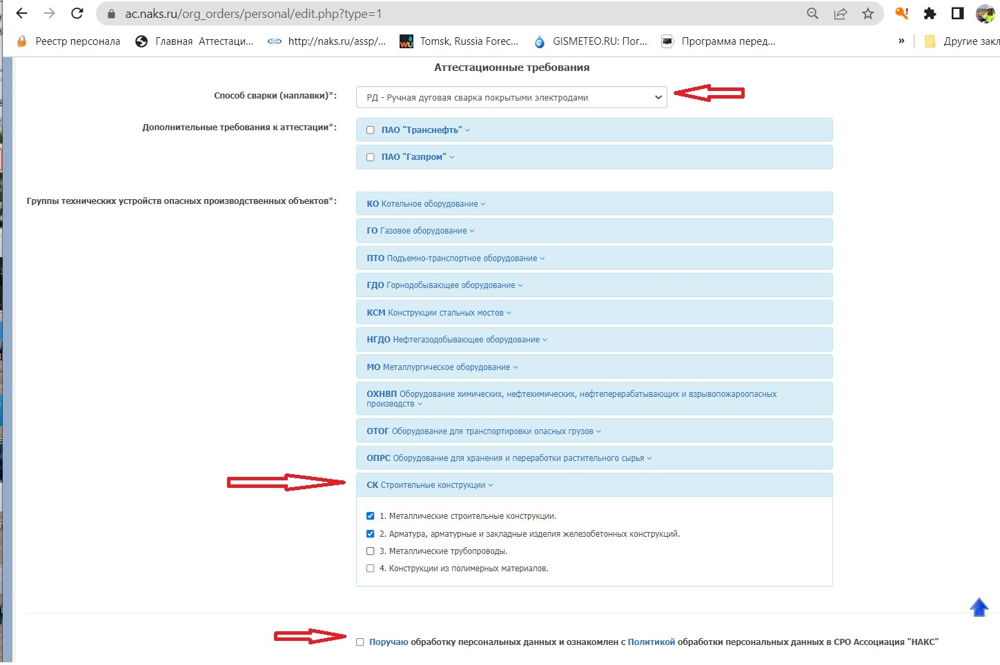 ac.naks.ru/org_orders/personal/edit.php?type=1
Реестр персонала
Главная Аттестаци...
http://naks.ru/assp/...
Tomsk, Russia Forec...
GISMETEO.RU: Пог...
Программа перед...
»
Другие закл
Аттестационные требования
Способ сварки (наплавки)*:
РД - Ручная дуговая сварка покрытыми электродами
Дополнительные требования к аттестации*:
ПАО "Транснефть"
ПАО "Газпром"
Группы технических устройств опасных производственных объектов*:
КО Котельное оборудование
ГО Газовое оборудование
ПТО Подъемно-транспортное оборудование
ГДО Горнодобывающее оборудование
КСМ Конструкции стальных мостов
НГДО Нефтегазодобывающее оборудование
МО Металлургическое оборудование
ОХНВП Оборудование химических, нефтехимических, нефтеперерабатывающих и взрывопожароопасных
производств
ОТОГ Оборудование для транспортировки опасных грузов
ОПРС Оборудование для хранения и переработки растительного сырья
СК Строительные конструкции
1. Металлические строительные конструкции.
2. Арматура, арматурные и закладные изделия железобетонных конструкций.
3. Металлические трубопроводы.
4. Конструкции из полимерных материалов.
Поручаю обработку персональных данных и ознакомлен с Политикой обработки персональных данных в СРО Ассоциация "НАКС"